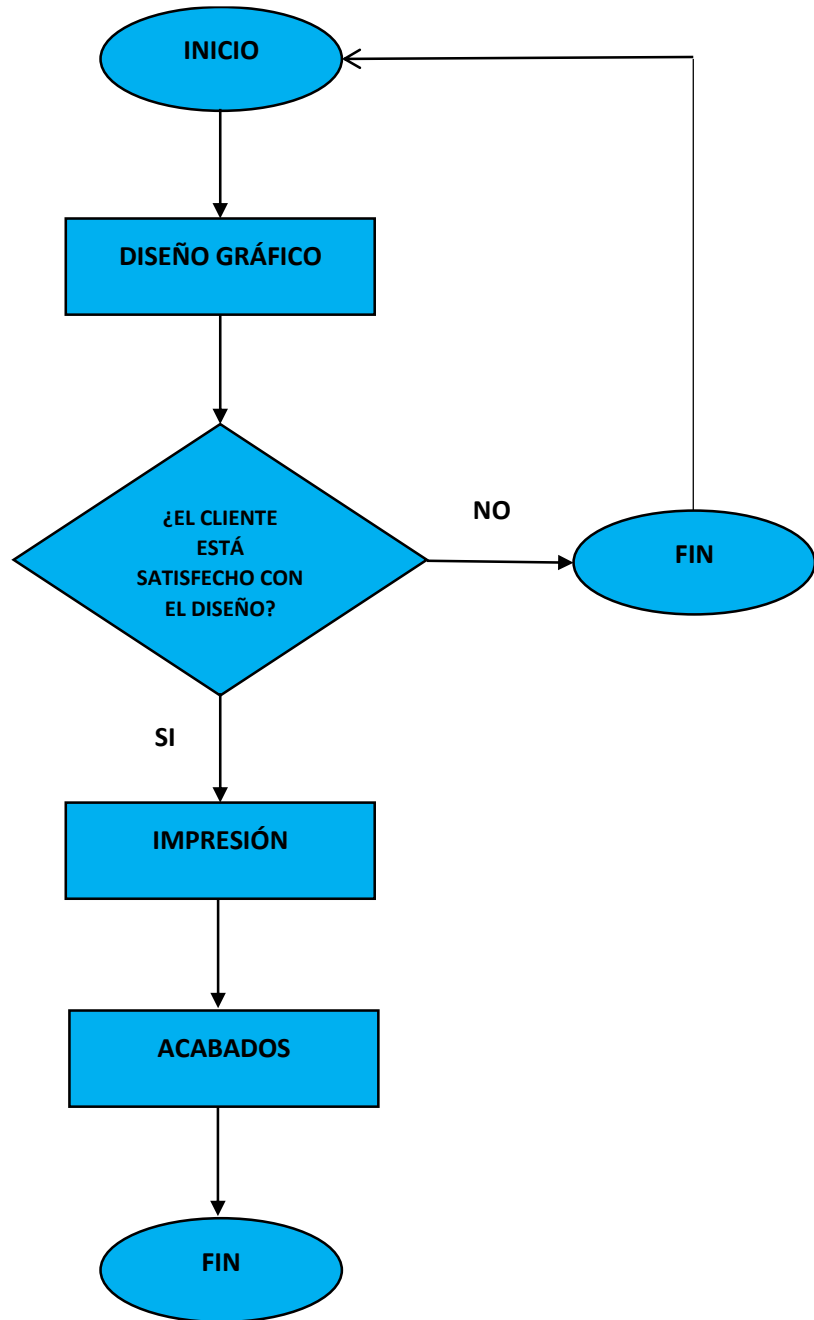 INICIO
DISEÑO GRÁFICO
¿EL CLIENTE
ESTÁ
SATISFECHO CON
EL DISEÑO?
NO
FIN
SI
IMPRESIÓN
ACABADOS
FIN